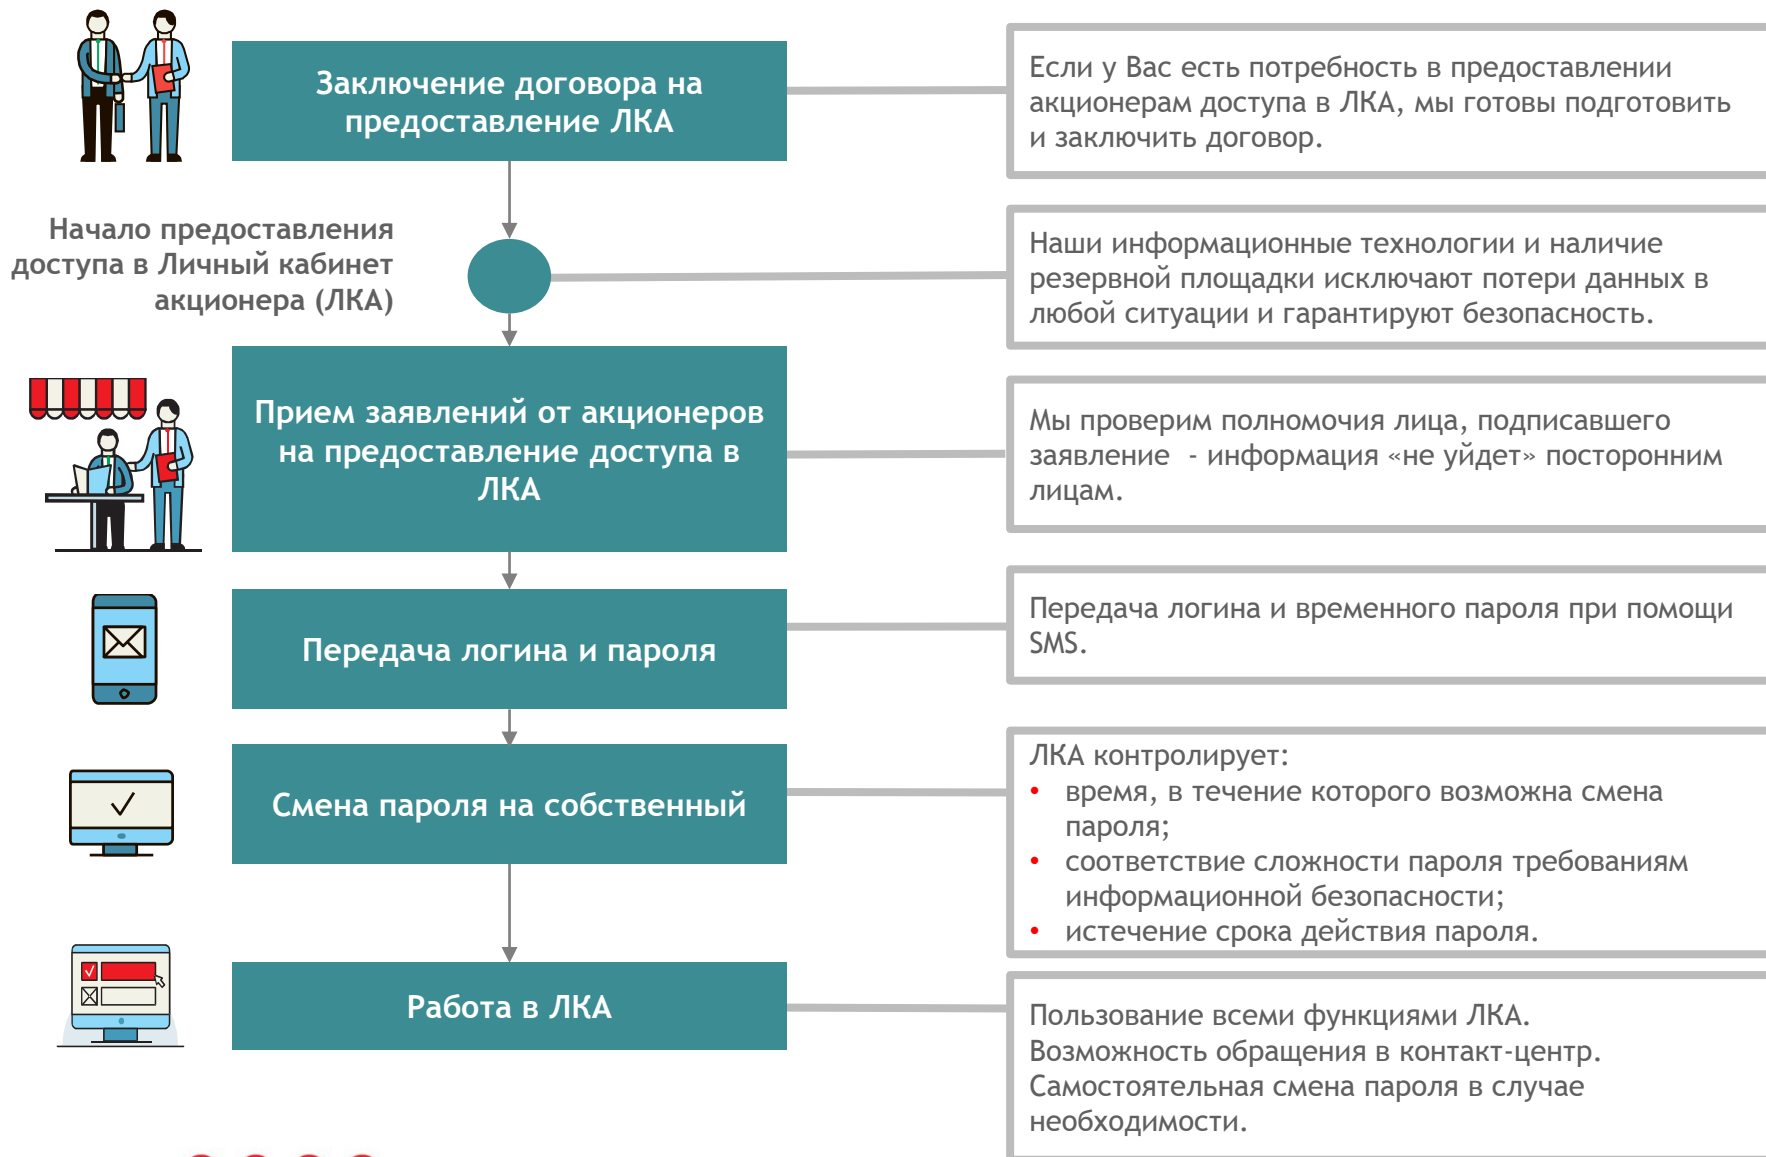 Заключение договора на
предоставление ЛКА
Если у Вас есть потребность в предоставлении
акционерам доступа в ЛКА, мы готовы подготовить
и заключить договор.
Начало предоставления
доступа в Личный кабинет
акционера (ЛКА)
Наши информационные технологии и наличие
резервной площадки исключают потери данных в
любой ситуации и гарантируют безопасность.
Прием заявлений от акционеров
на предоставление доступа в
ЛКА
Мы проверим полномочия лица, подписавшего
заявление - информация «не уйдет» посторонним
лицам.
Передача логина и пароля
Передача логина и временного пароля при помощи
SMS.
Смена пароля на собственный
ЛКА контролирует:
• время, в течение которого возможна смена
пароля;
• соответствие сложности пароля требованиям
информационной безопасности;
• истечение срока действия пароля.
Работа в ЛКА
Пользование всеми функциями ЛКА.
Возможность обращения в контакт-центр.
Самостоятельная смена пароля в случае
необходимости.